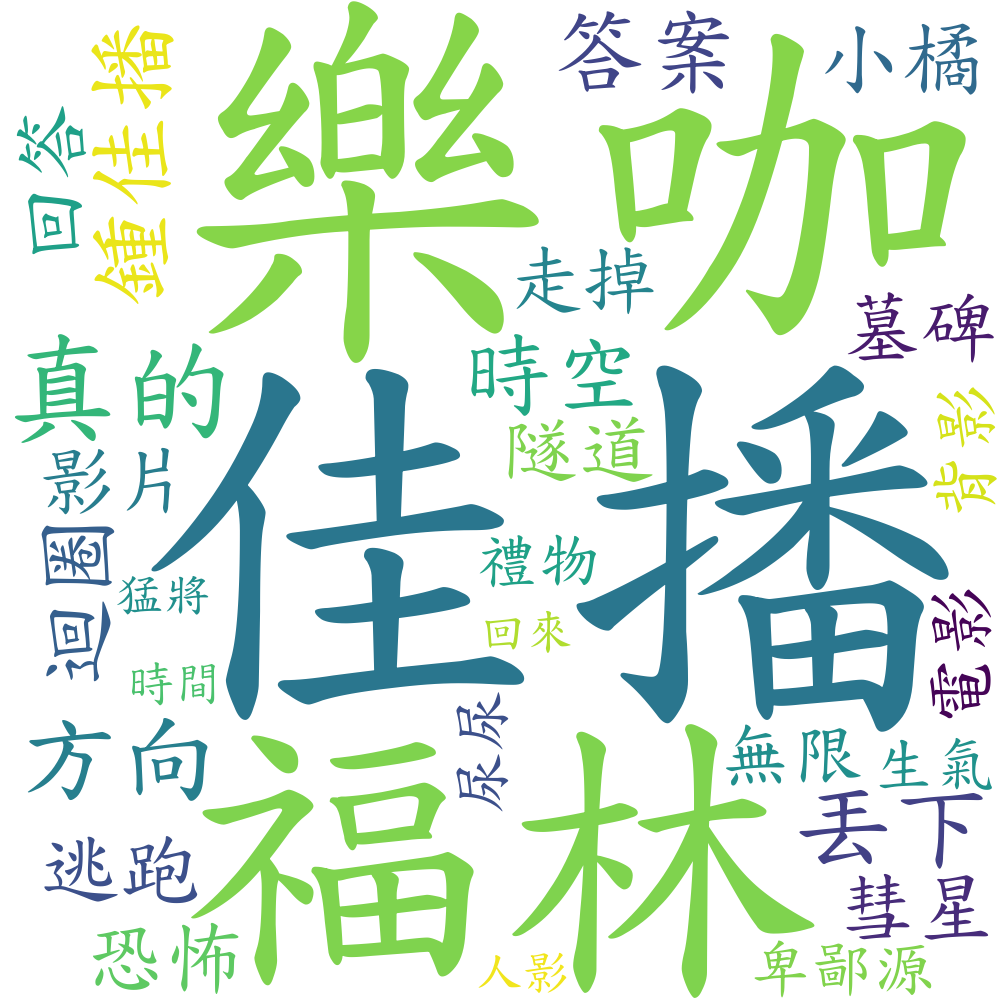 樂咖
佳播
福林
答案
小橘
鍾佳播
回答
走掉
墓碑
真的
時空
隧道
背影
影片
迴圈
猛將
禮物
回來
時間
電影
方向
尿尿
無限
生氣
丟下
逃跑
彗星
恐怖
人影
卑鄙源